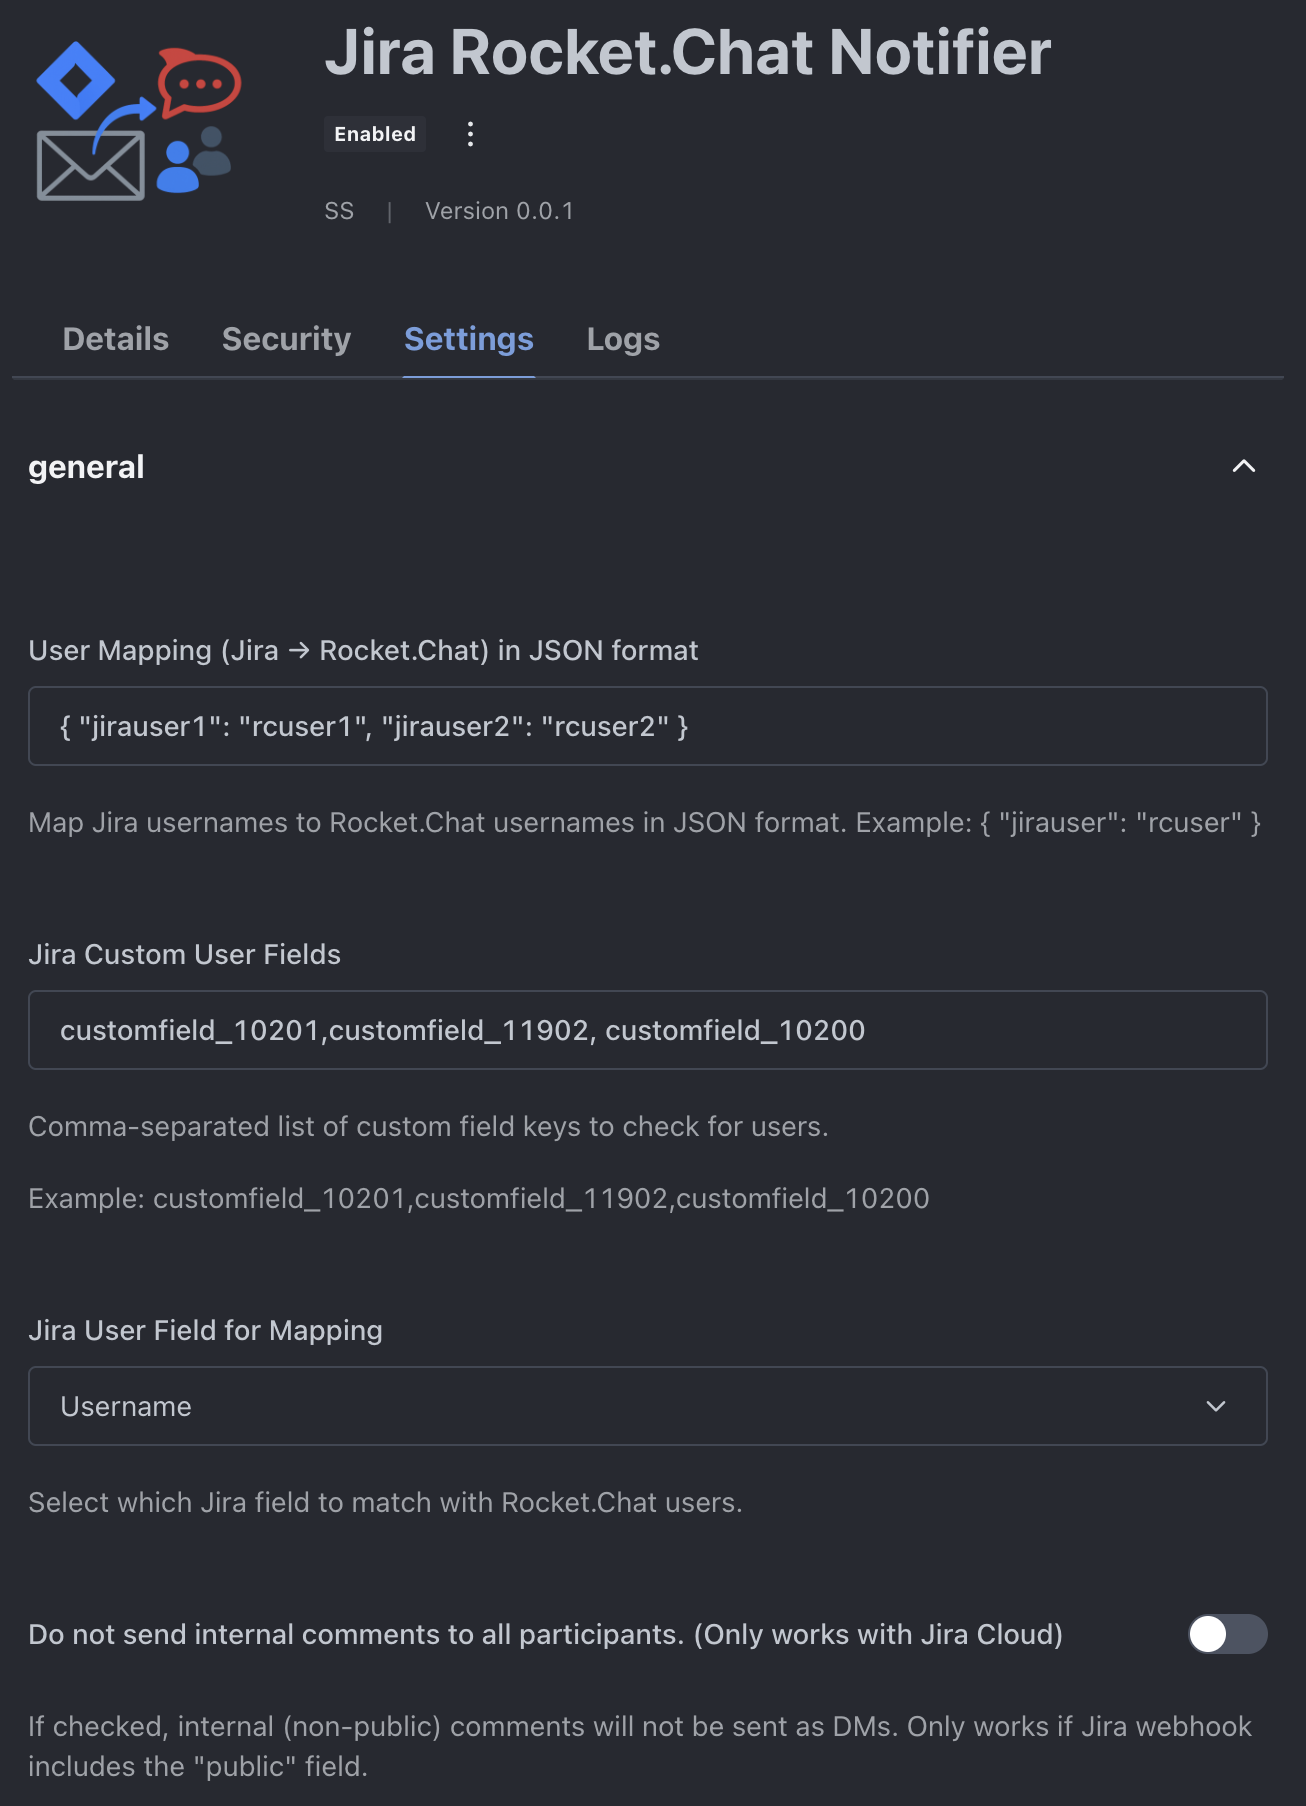 Jira Rocket.Chat Notifier
Enabled
SS | Version 0.0.1
Details Security Settings Logs
general
User Mapping (Jira → Rocket.Chat) in JSON format
{ "jirauser1": "rcuser1", "jirauser2": "rcuser2" }
Map Jira usernames to Rocket.Chat usernames in JSON format. Example: { "jirauser": "rcuser" }
Jira Custom User Fields
customfield_10201,customfield_11902, customfield_10200
Comma-separated list of custom field keys to check for users.
Example: customfield_10201,customfield_11902,customfield_10200
Jira User Field for Mapping
Username
Select which Jira field to match with Rocket.Chat users.
Do not send internal comments to all participants. (Only works with Jira Cloud)
If checked, internal (non-public) comments will not be sent as DMs. Only works if Jira webhook
includes the "public" field.